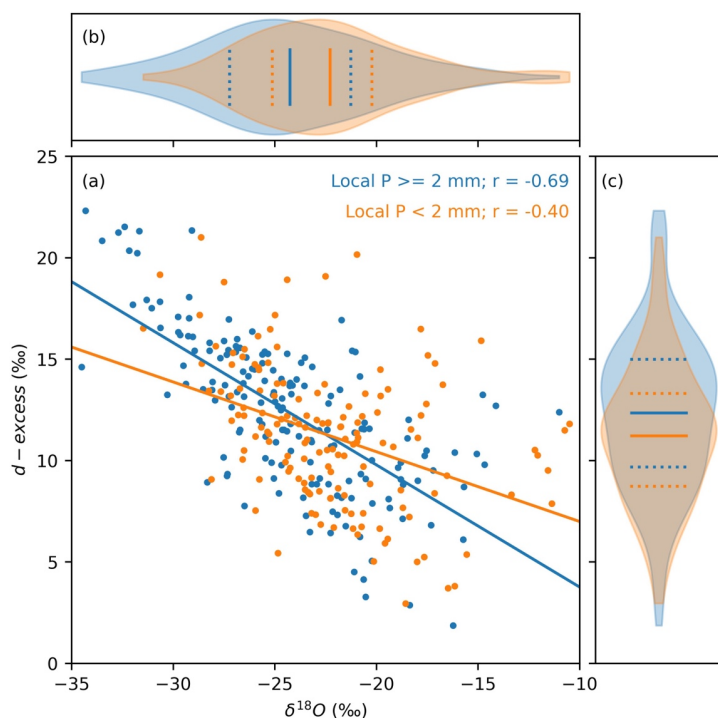 (b)
25
(a)
Local P >= 2 mm; r = -0.69
(c)
Local P < 2 mm; r = -0.40
20
15
10
5
0
d − excess (‰)
−35 −30 −25 −20 −15 −10
δ¹⁸O (‰)